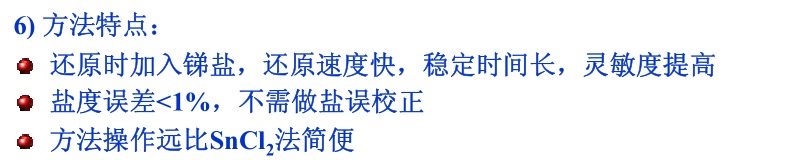 6) 方法特点：
还原时加入锑盐，还原速度快，稳定时间长，灵敏度提高
盐度误差<1%，不需做盐误校正
方法操作远比SnCl₂法简便